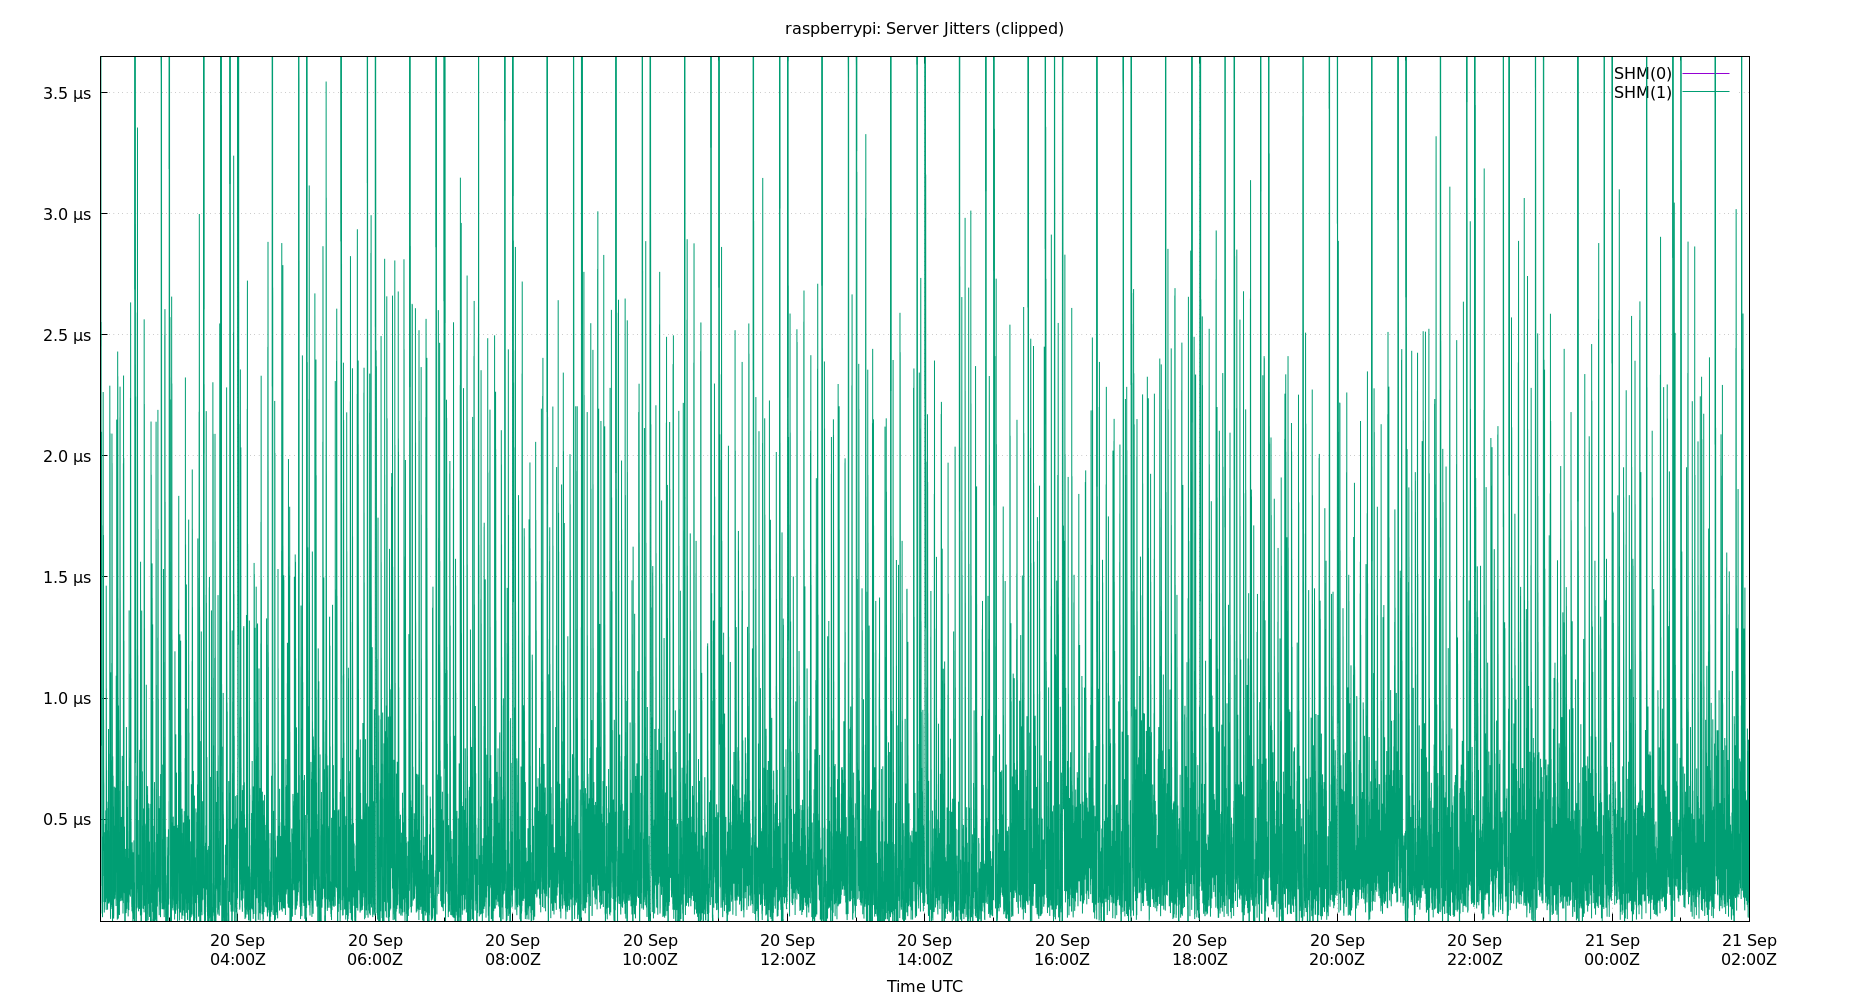 raspberrypi: Server Jitters (clipped)
SHM(0)
SHM(1)
3.5 µs
3.0 µs
2.5 µs
2.0 µs
1.5 µs
1.0 µs
0.5 µs
20 Sep 20 Sep 20 Sep 20 Sep 20 Sep 20 Sep 20 Sep 20 Sep 20 Sep 20 Sep 21 Sep 21 Sep
04:00Z 06:00Z 08:00Z 10:00Z 12:00Z 14:00Z 16:00Z 18:00Z 20:00Z 22:00Z 00:00Z 02:00Z
Time UTC